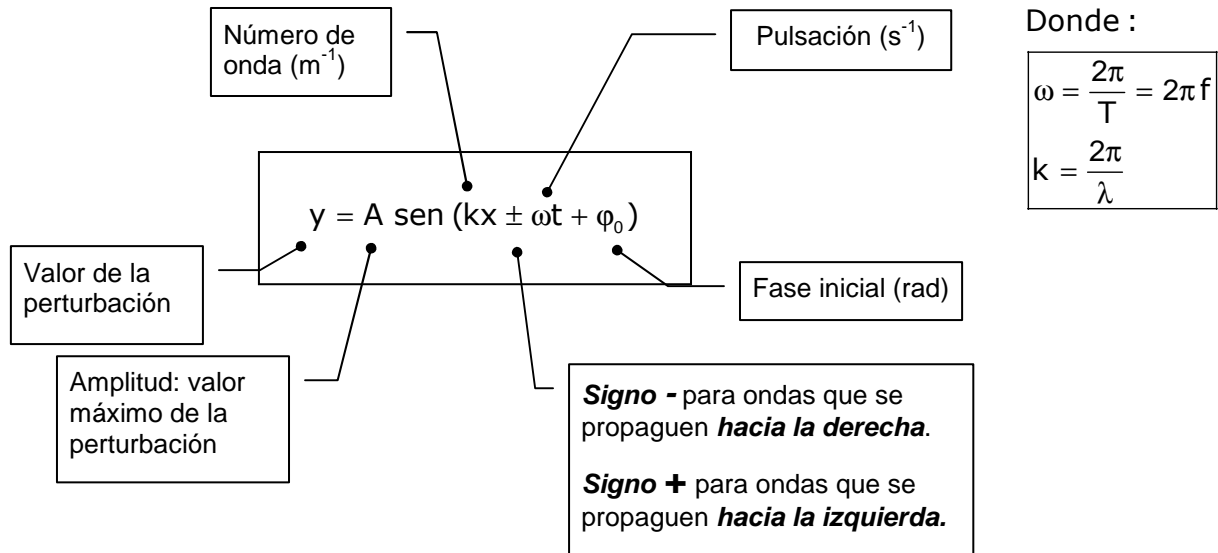 Número de
onda (m⁻¹)
Pulsación (s⁻¹)
Donde :
ω = 2π/T = 2π f
k = 2π/λ
y = A sen (kx ± ωt + φ₀)
Valor de la
perturbación
Fase inicial (rad)
Amplitud: valor
máximo de la
perturbación
Signo - para ondas que se
propaguen hacia la derecha.
Signo + para ondas que se
propaguen hacia la izquierda.